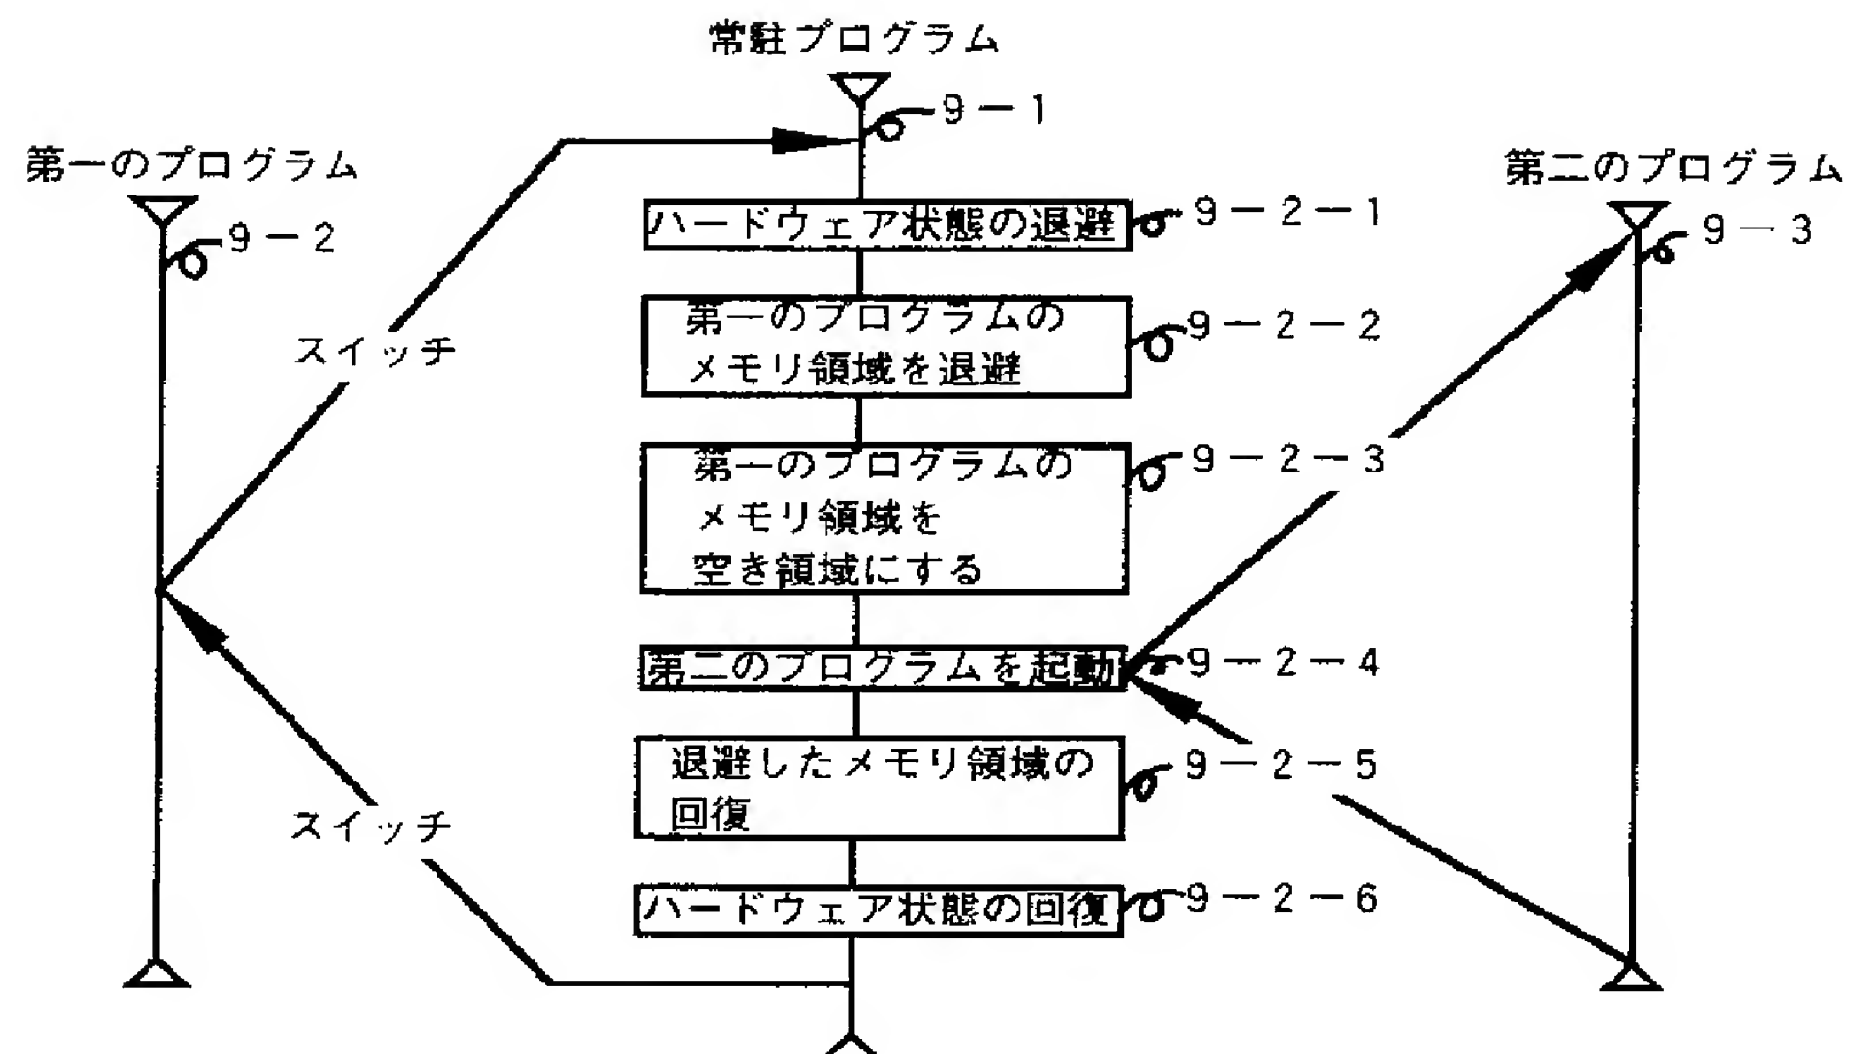 常駐プログラム
9-1
第一のプログラム
9-2
第二のプログラム
9-3
ハードウェア状態の退避
9-2-1
第一のプログラムの
メモリ領域を退避
9-2-2
スイッチ
第一のプログラムの
メモリ領域を
空き領域にする
9-2-3
第二のプログラムを起動
9-2-4
退避したメモリ領域の
回復
9-2-5
スイッチ
ハードウェア状態の回復
9-2-6